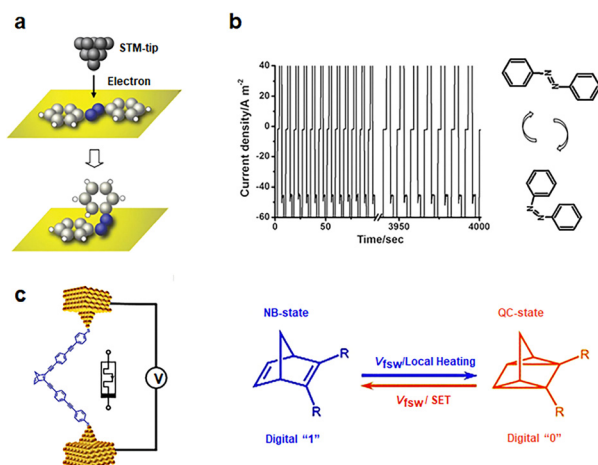 a
STM-tip
Electron
b
Current density/A m⁻²
40
20
0
-20
-40
-60
0
50
3950
4000
Time/sec
N
N
N
N
c
V
NB-state
QC-state
R
R
Vfsw/Local Heating
Vfsw / SET
R
R
Digital "1"
Digital "0"